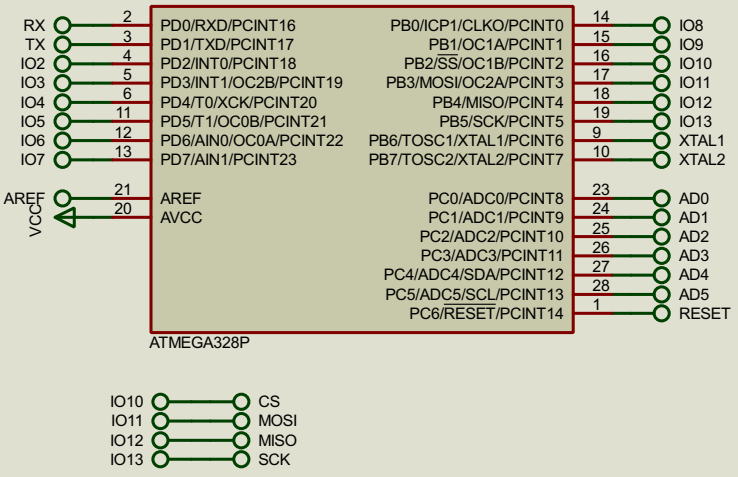 RX 2 PD0/RXD/PCINT16 PB0/ICP1/CLKO/PCINT0 14 IO8
TX 3 PD1/TXD/PCINT17 PB1/OC1A/PCINT1 15 IO9
IO2 4 PD2/INT0/PCINT18 PB2/SS/OC1B/PCINT2 16 IO10
IO3 5 PD3/INT1/OC2B/PCINT19 PB3/MOSI/OC2A/PCINT3 17 IO11
IO4 6 PD4/T0/XCK/PCINT20 PB4/MISO/PCINT4 18 IO12
IO5 11 PD5/T1/OC0B/PCINT21 PB5/SCK/PCINT5 19 IO13
IO6 12 PD6/AIN0/OC0A/PCINT22 PB6/TOSC1/XTAL1/PCINT6 9 XTAL1
IO7 13 PD7/AIN1/PCINT23 PB7/TOSC2/XTAL2/PCINT7 10 XTAL2
AREF 21 AREF PC0/ADC0/PCINT8 23 AD0
VCC 20 AVCC PC1/ADC1/PCINT9 24 AD1
PC2/ADC2/PCINT10 25 AD2
PC3/ADC3/PCINT11 26 AD3
PC4/ADC4/SDA/PCINT12 27 AD4
PC5/ADC5/SCL/PCINT13 28 AD5
PC6/RESET/PCINT14 1 RESET
ATMEGA328P
IO10 CS
IO11 MOSI
IO12 MISO
IO13 SCK